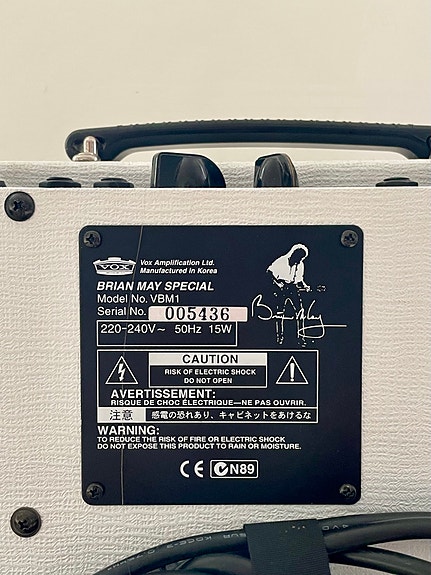 VOX
Vox Amplification Ltd.
Manufactured in Korea
BRIAN MAY SPECIAL
Model No. VBM1
Serial No. 005436
220-240V~ 50Hz 15W
Brian May
CAUTION
RISK OF ELECTRIC SHOCK
DO NOT OPEN
AVERTISSEMENT:
RISQUE DE CHOC ÉLECTRIQUE—NE PAS OUVRIR.
注意 感電の恐れあり、キャビネットをあけるな
WARNING:
TO REDUCE THE RISK OF FIRE OR ELECTRIC SHOCK
DO NOT EXPOSE THIS PRODUCT TO RAIN OR MOISTURE.
CE N89